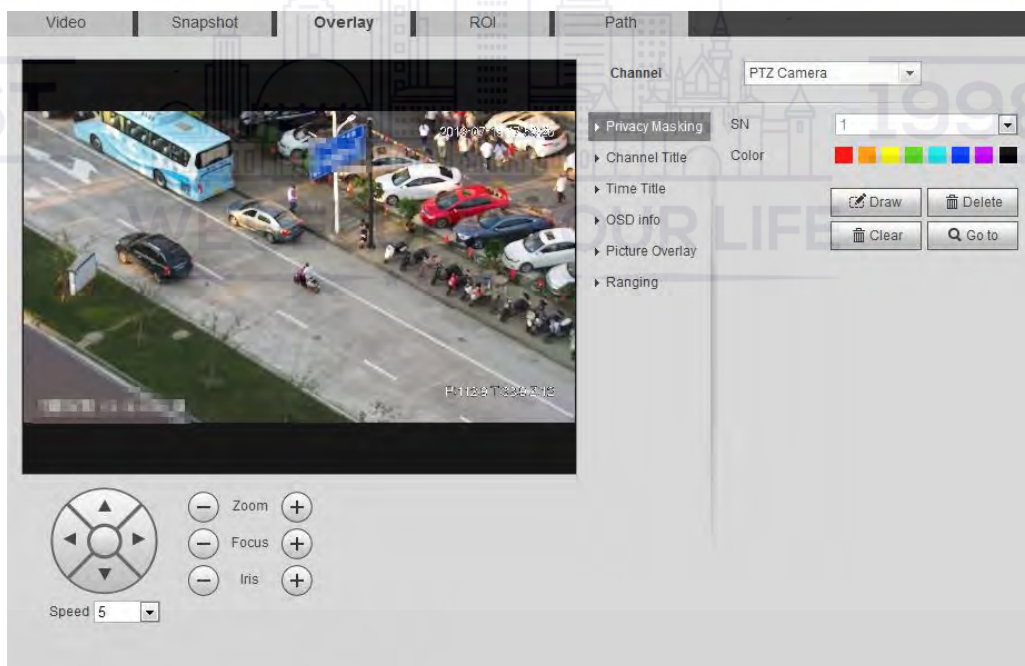 Video Snapshot Overlay ROI Path
Channel PTZ Camera
Privacy Masking
Channel Title
Time Title
OSD info
Picture Overlay
Ranging
SN 1
Color
Draw Delete
Clear Go to
Zoom
Focus
Iris
Speed 5